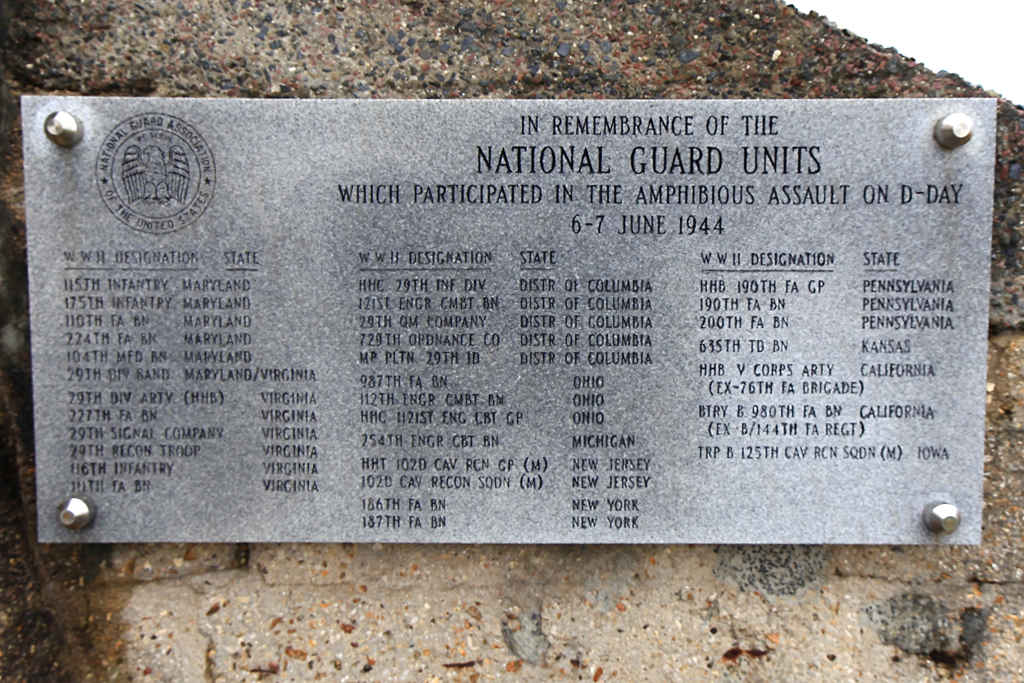 NATIONAL GUARD ASSOCIATION
OF THE UNITED STATES
IN REMEMBRANCE OF THE
NATIONAL GUARD UNITS
WHICH PARTICIPATED IN THE AMPHIBIOUS ASSAULT ON D-DAY
6-7 JUNE 1944
W W II DESIGNATION STATE
115TH INFANTRY MARYLAND
175TH INFANTRY MARYLAND
110TH FA BN MARYLAND
224TH FA BN MARYLAND
104TH MED BN MARYLAND
29TH DIV BAND MARYLAND/VIRGINIA
29TH DIV ARTY (HHB) VIRGINIA
227TH FA BN VIRGINIA
29TH SIGNAL COMPANY VIRGINIA
29TH RECON TROOP VIRGINIA
116TH INFANTRY VIRGINIA
111TH FA BN VIRGINIA
W W II DESIGNATION STATE
HHC 29TH INF DIV DISTR OF COLUMBIA
121ST ENGR CMBT BN DISTR OF COLUMBIA
29TH QM COMPANY DISTR OF COLUMBIA
729TH ORDNANCE CO DISTR OF COLUMBIA
MP PLTN 29TH ID DISTR OF COLUMBIA
987TH FA BN OHIO
112TH ENGR CMBT BN OHIO
HHC 1121ST ENG CBT GP OHIO
254TH ENGR CBT BN MICHIGAN
HHT 102D CAV RCN GP (M) NEW JERSEY
102D CAV RECON SQDN (M) NEW JERSEY
186TH FA BN NEW YORK
187TH FA BN NEW YORK
W W II DESIGNATION STATE
HHB 190TH FA GP PENNSYLVANIA
190TH FA BN PENNSYLVANIA
200TH FA BN PENNSYLVANIA
635TH TD BN KANSAS
HHB V CORPS ARTY CALIFORNIA
(EX-76TH FA BRIGADE)
BTRY B 980TH FA BN CALIFORNIA
(EX-B/144TH FA REGT)
TRP B 125TH CAV RCN SQDN (M) IOWA